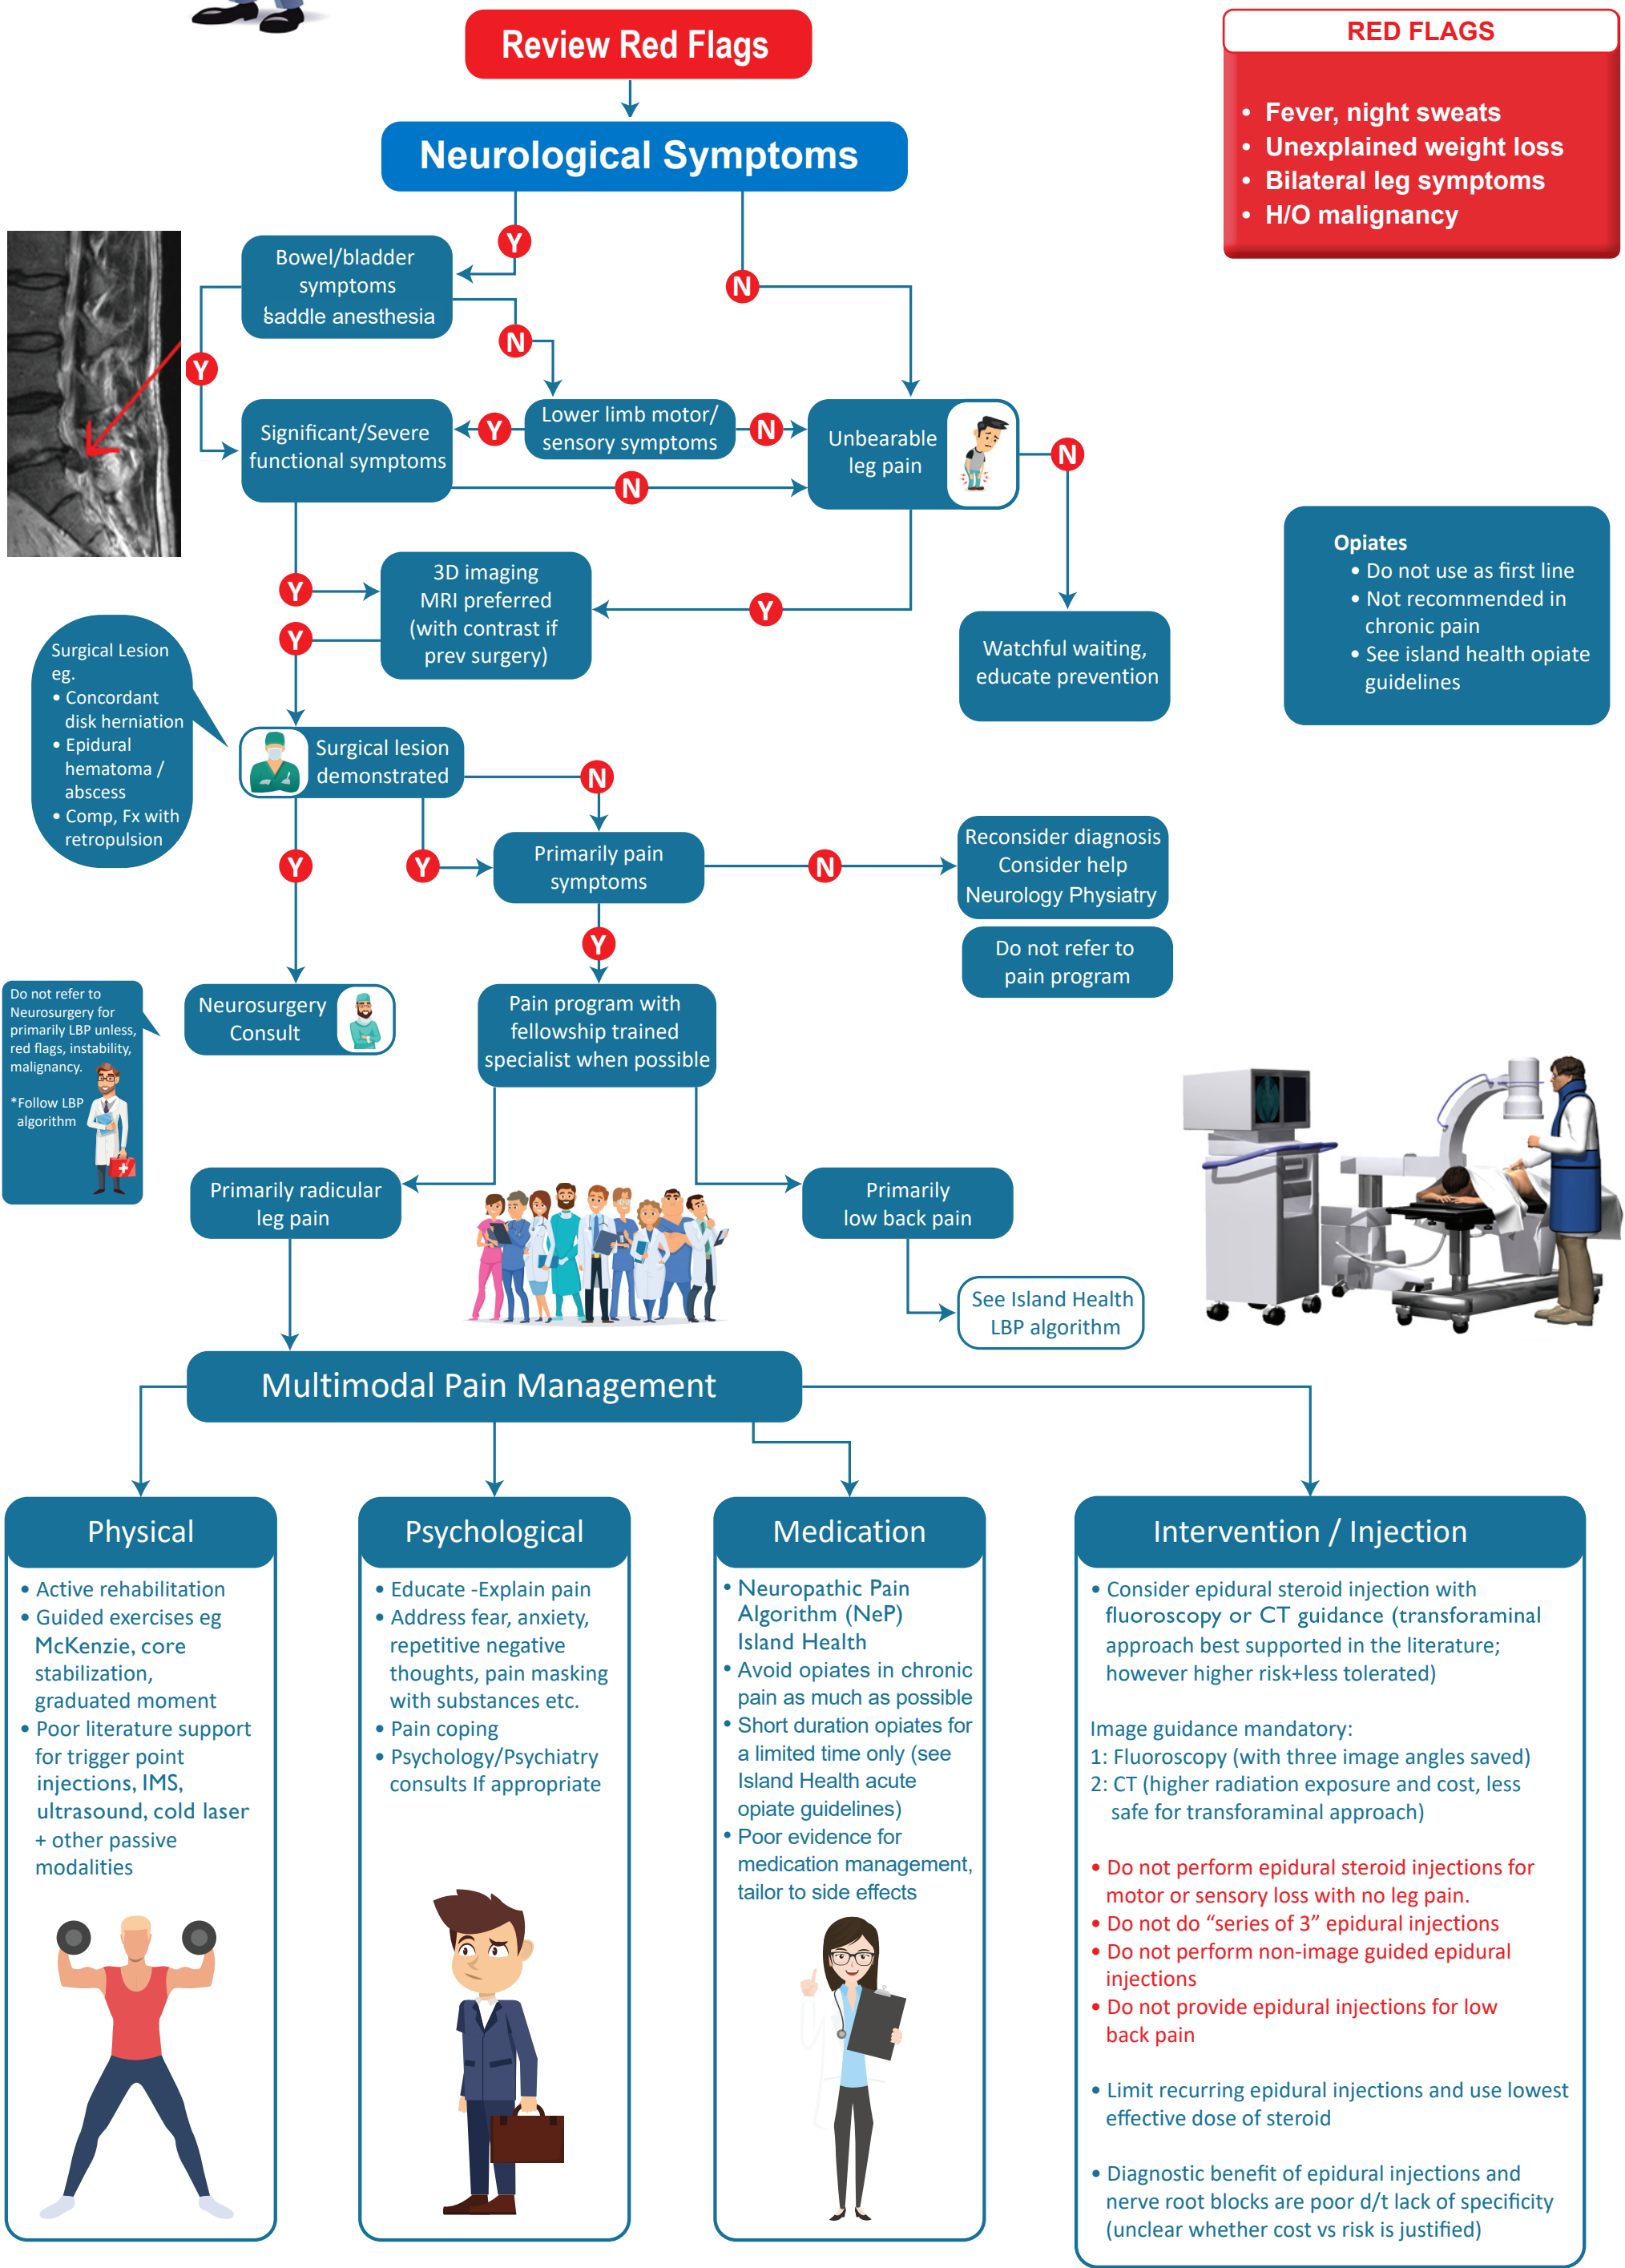 Review Red Flags
RED FLAGS
• Fever, night sweats
• Unexplained weight loss
• Bilateral leg symptoms
• H/O malignancy
Neurological Symptoms
Y
N
Bowel/bladder
symptoms
saddle anesthesia
N
Y
Significant/Severe
functional symptoms
Y
Lower limb motor/
sensory symptoms
N
Unbearable
leg pain
N
N
Y
3D imaging
MRI preferred
(with contrast if
prev surgery)
Y
Y
Watchful waiting,
educate prevention
Opiates
• Do not use as first line
• Not recommended in
chronic pain
• See island health opiate
guidelines
Surgical Lesion
eg.
• Concordant
disk herniation
• Epidural
hematoma /
abscess
• Comp, Fx with
retropulsion
Surgical lesion
demonstrated
N
Y
Y
Primarily pain
symptoms
N
Reconsider diagnosis
Consider help
Neurology Physiatry
Do not refer to
pain program
Y
Do not refer to
Neurosurgery for
primarily LBP unless,
red flags, instability,
malignancy.
*Follow LBP
algorithm
Neurosurgery
Consult
Pain program with
fellowship trained
specialist when possible
Primarily radicular
leg pain
Primarily
low back pain
See Island Health
LBP algorithm
Multimodal Pain Management
Physical
• Active rehabilitation
• Guided exercises eg
McKenzie, core
stabilization,
graduated moment
• Poor literature support
for trigger point
injections, IMS,
ultrasound, cold laser
+ other passive
modalities
Psychological
• Educate -Explain pain
• Address fear, anxiety,
repetitive negative
thoughts, pain masking
with substances etc.
• Pain coping
• Psychology/Psychiatry
consults If appropriate
Medication
• Neuropathic Pain
Algorithm (NeP)
Island Health
• Avoid opiates in chronic
pain as much as possible
• Short duration opiates for
a limited time only (see
Island Health acute
opiate guidelines)
• Poor evidence for
medication management,
tailor to side effects
Intervention / Injection
• Consider epidural steroid injection with
fluoroscopy or CT guidance (transforaminal
approach best supported in the literature;
however higher risk+less tolerated)
Image guidance mandatory:
1: Fluoroscopy (with three image angles saved)
2: CT (higher radiation exposure and cost, less
safe for transforaminal approach)
• Do not perform epidural steroid injections for
motor or sensory loss with no leg pain.
• Do not do “series of 3” epidural injections
• Do not perform non-image guided epidural
injections
• Do not provide epidural injections for low
back pain
• Limit recurring epidural injections and use lowest
effective dose of steroid
• Diagnostic benefit of epidural injections and
nerve root blocks are poor d/t lack of specificity
(unclear whether cost vs risk is justified)